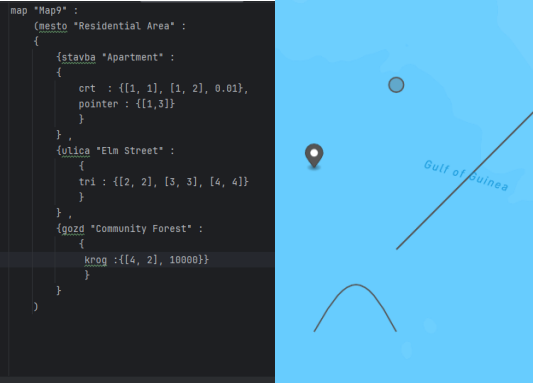 map "Map9" :
(mesto "Residential Area" :
{
{stavba "Apartment" :
{
crt  : {[1, 1], [1, 2], 0.01},
pointer : {[1,3]}
}
} ,
{ulica "Elm Street" :
{
tri : {[2, 2], [3, 3], [4, 4]}
}
} ,
{gozd "Community Forest" :
{
krog :{[4, 2], 10000}}
}
}
)
Gulf of Guinea